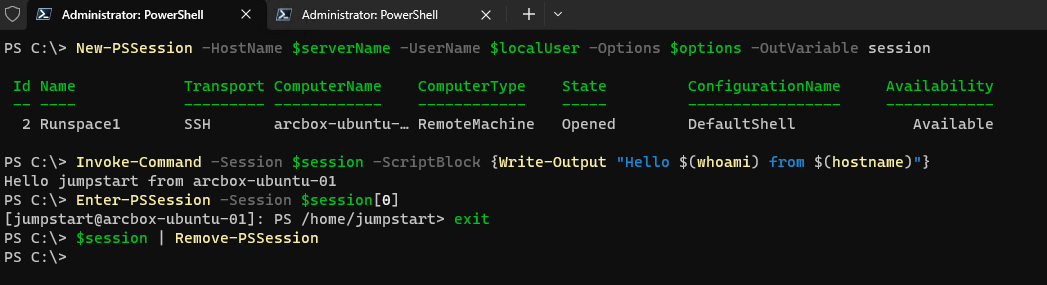 Administrator: PowerShell Administrator: PowerShell
PS C:\> New-PSSession -HostName $serverName -UserName $localUser -Options $options -OutVariable session
Id Name Transport ComputerName ComputerType State ConfigurationName Availability
-- ---- --------- ------------ ------------ ----- ----------------- ------------
2 Runspace1 SSH arcbox-ubuntu-… RemoteMachine Opened DefaultShell Available
PS C:\> Invoke-Command -Session $session -ScriptBlock {Write-Output "Hello $(whoami) from $(hostname)"}
Hello jumpstart from arcbox-ubuntu-01
PS C:\> Enter-PSSession -Session $session[0]
[jumpstart@arcbox-ubuntu-01]: PS /home/jumpstart> exit
PS C:\> $session | Remove-PSSession
PS C:\>